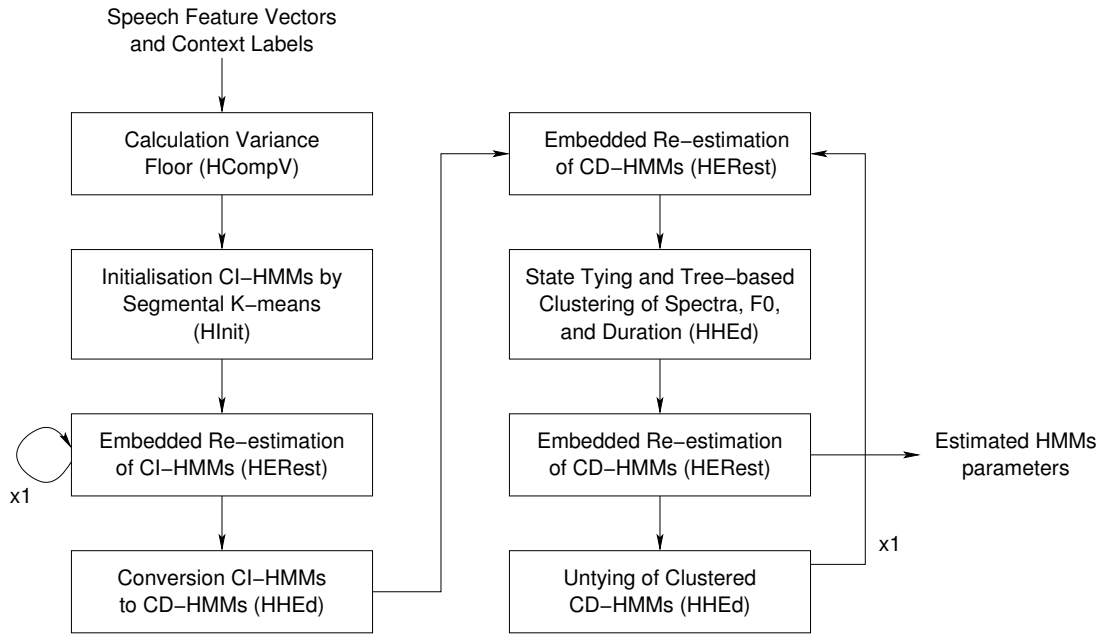 Speech Feature Vectors
and Context Labels
Calculation Variance
Floor (HCompV)
Initialisation CI−HMMs by
Segmental K−means
(HInit)
Embedded Re−estimation
of CI−HMMs (HERest)
x1
Conversion CI−HMMs
to CD−HMMs (HHEd)
Embedded Re−estimation
of CD−HMMs (HERest)
State Tying and Tree−based
Clustering of Spectra, F0,
and Duration (HHEd)
Embedded Re−estimation
of CD−HMMs (HERest)
Estimated HMMs
parameters
Untying of Clustered
CD−HMMs (HHEd)
x1